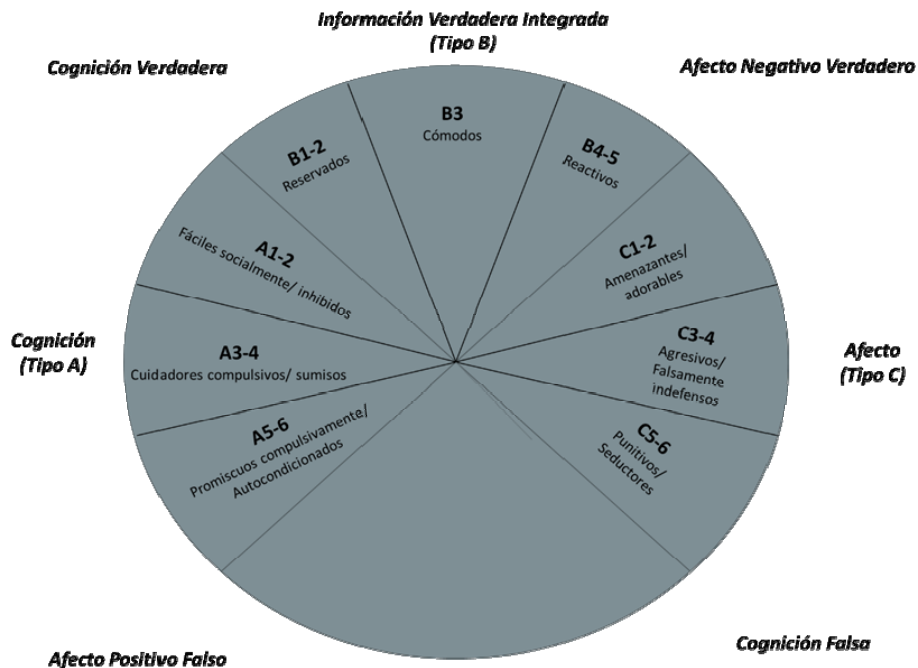 Información Verdadera Integrada
(Tipo B)
Cognición Verdadera
Afecto Negativo Verdadero
B3
Cómodos
B1-2
Reservados
B4-5
Reactivos
A1-2
Fáciles socialmente/ inhibidos
C1-2
Amenazantes/
adorables
Cognición
(Tipo A)
A3-4
Cuidadores compulsivos/ sumisos
C3-4
Agresivos/
Falsamente
indefensos
Afecto
(Tipo C)
A5-6
Promiscuos compulsivamente/
Autocondicionados
C5-6
Punitivos/
Seductores
Afecto Positivo Falso
Cognición Falsa